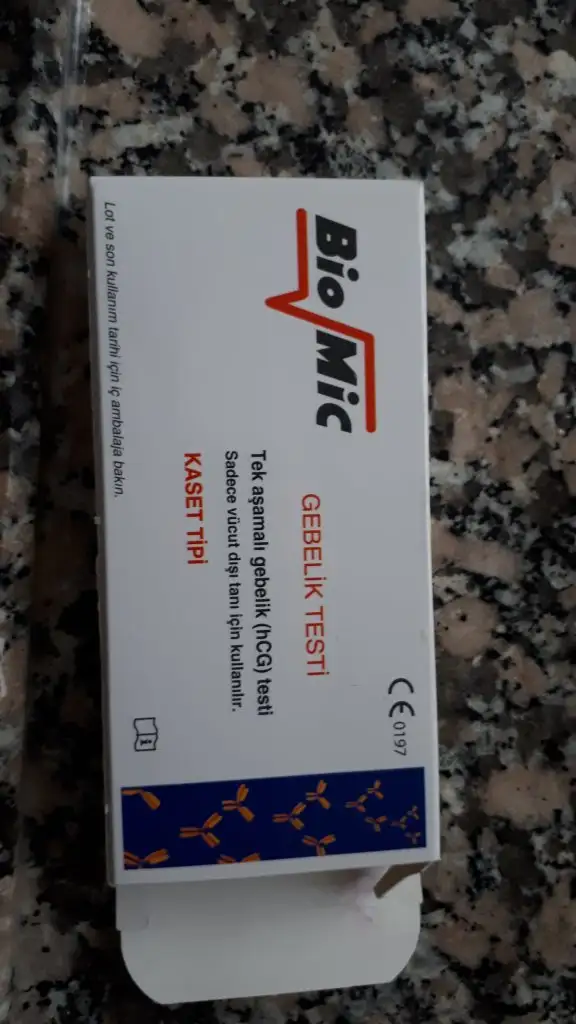 Bio Mic
GEBELİK TESTİ
Tek aşamalı gebelik (hCG) testi
Sadece vücut dışı tanı için kullanılır.
KASET TİPİ
Lot ve son kullanım tarihi için iç ambalaja bakın.
CE 0197
i